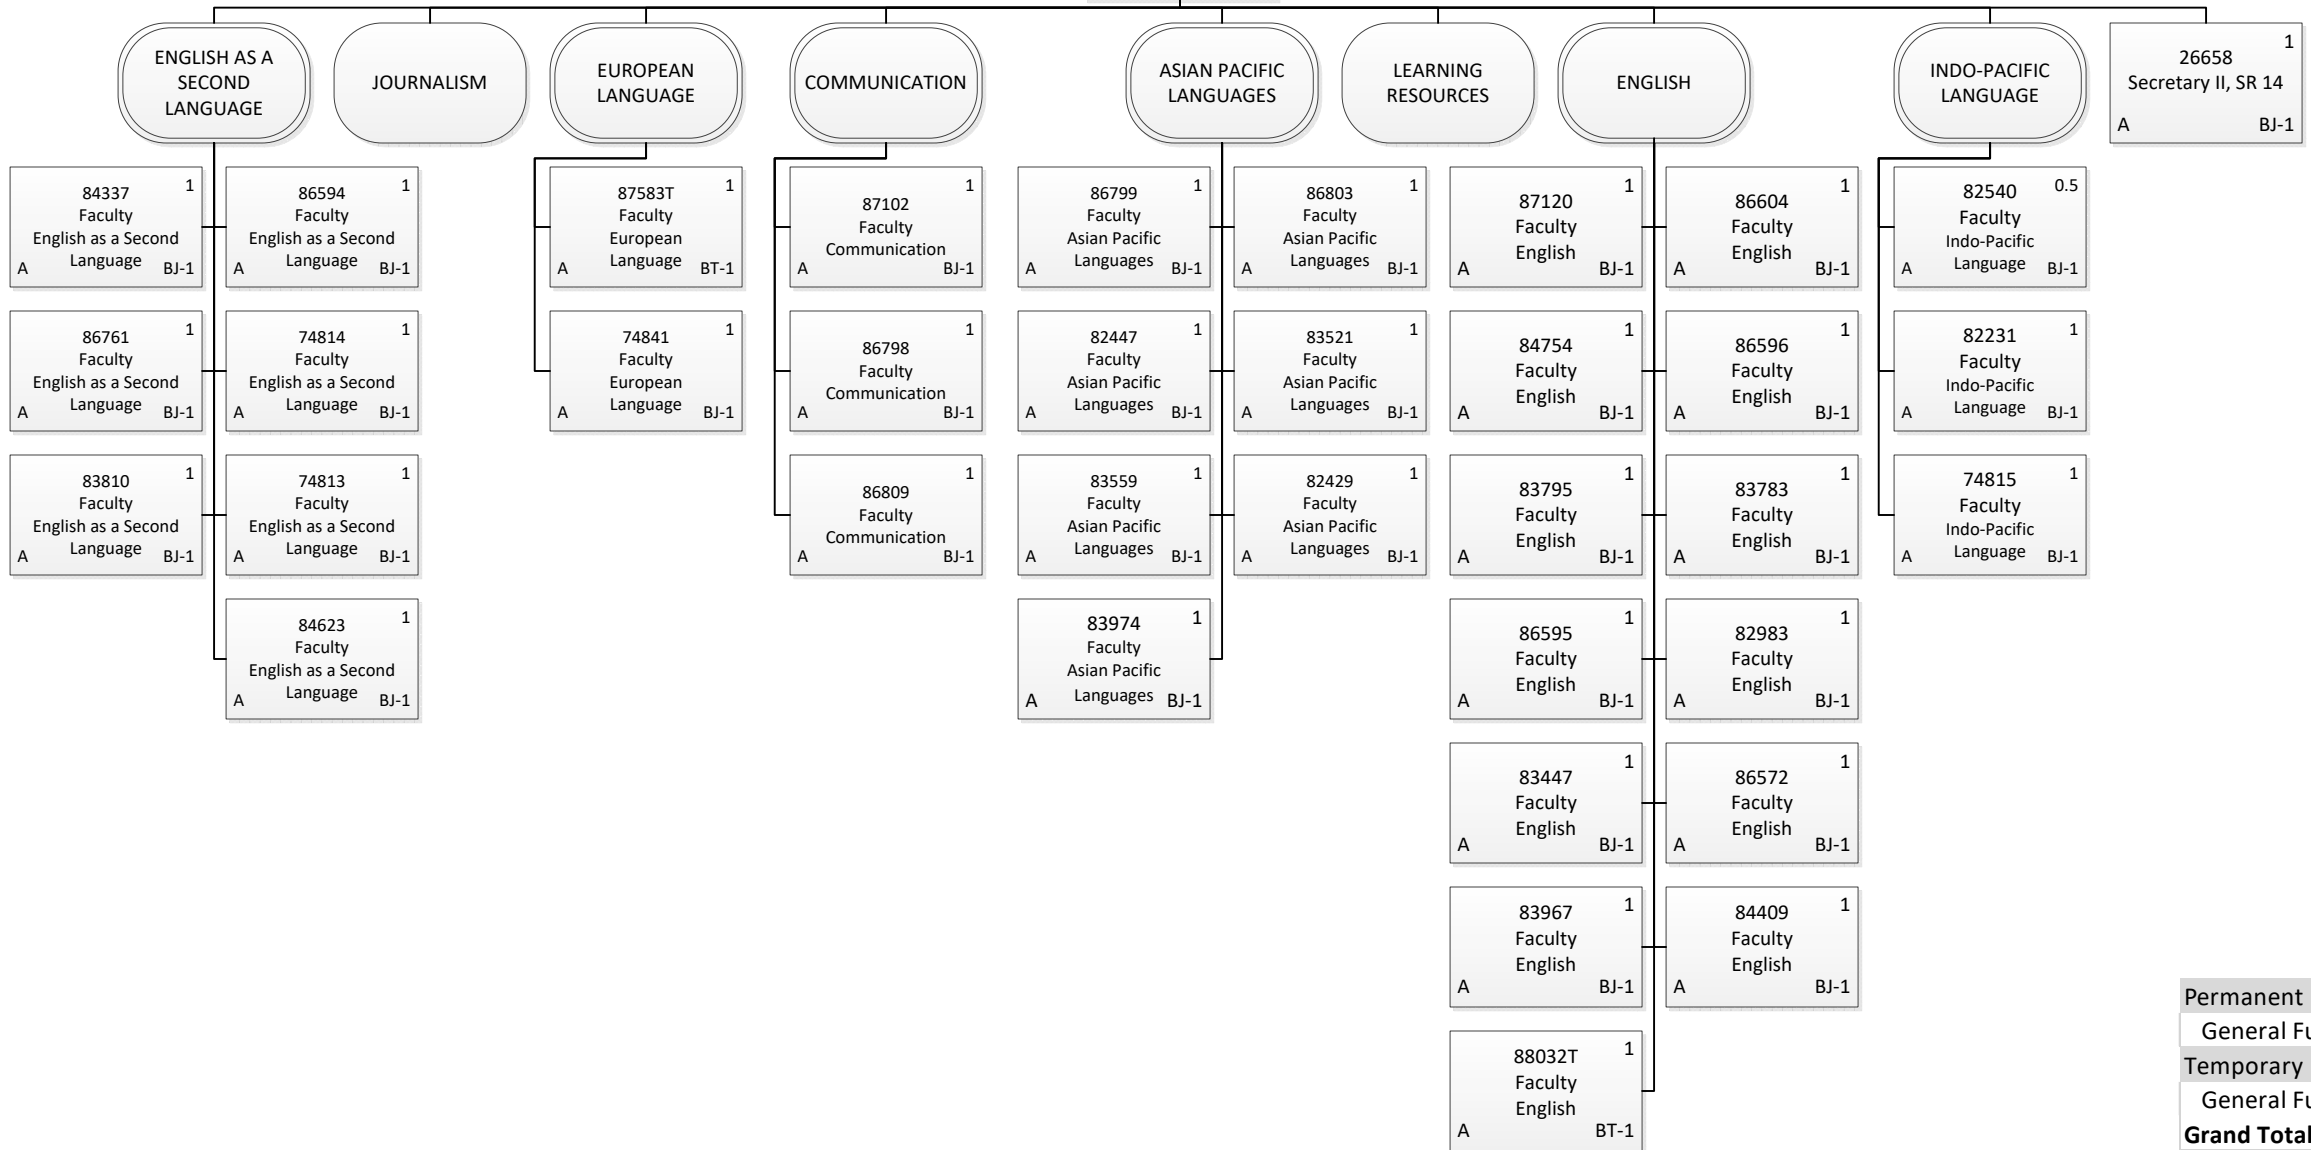 ENGLISH AS A
SECOND
LANGUAGE
JOURNALISM
EUROPEAN
LANGUAGE
COMMUNICATION
ASIAN PACIFIC
LANGUAGES
LEARNING
RESOURCES
ENGLISH
INDO-PACIFIC
LANGUAGE
1
26658
Secretary II, SR 14
A BJ-1
84337 1
Faculty
English as a Second
Language
A BJ-1
86594 1
Faculty
English as a Second
Language
A BJ-1
86761 1
Faculty
English as a Second
Language
A BJ-1
74814 1
Faculty
English as a Second
Language
A BJ-1
83810 1
Faculty
English as a Second
Language
A BJ-1
74813 1
Faculty
English as a Second
Language
A BJ-1
84623 1
Faculty
English as a Second
Language
A BJ-1
87583T 1
Faculty
European
Language
A BT-1
74841 1
Faculty
European
Language
A BJ-1
87102 1
Faculty
Communication
A BJ-1
86798 1
Faculty
Communication
A BJ-1
86809 1
Faculty
Communication
A BJ-1
86799 1
Faculty
Asian Pacific
Languages
A BJ-1
86803 1
Faculty
Asian Pacific
Languages
A BJ-1
82447 1
Faculty
Asian Pacific
Languages
A BJ-1
83521 1
Faculty
Asian Pacific
Languages
A BJ-1
83559 1
Faculty
Asian Pacific
Languages
A BJ-1
82429 1
Faculty
Asian Pacific
Languages
A BJ-1
83974 1
Faculty
Asian Pacific
Languages
A BJ-1
87120 1
Faculty
English
A BJ-1
86604 1
Faculty
English
A BJ-1
84754 1
Faculty
English
A BJ-1
86596 1
Faculty
English
A BJ-1
83795 1
Faculty
English
A BJ-1
83783 1
Faculty
English
A BJ-1
86595 1
Faculty
English
A BJ-1
82983 1
Faculty
English
A BJ-1
83447 1
Faculty
English
A BJ-1
86572 1
Faculty
English
A BJ-1
83967 1
Faculty
English
A BJ-1
84409 1
Faculty
English
A BJ-1
88032T 1
Faculty
English
A BT-1
82540 0.5
Faculty
Indo-Pacific
Language
A BJ-1
82231 1
Faculty
Indo-Pacific
Language
A BJ-1
74815 1
Faculty
Indo-Pacific
Language
A BJ-1
Permanent
General Fu
Temporary
General Fu
Grand Total